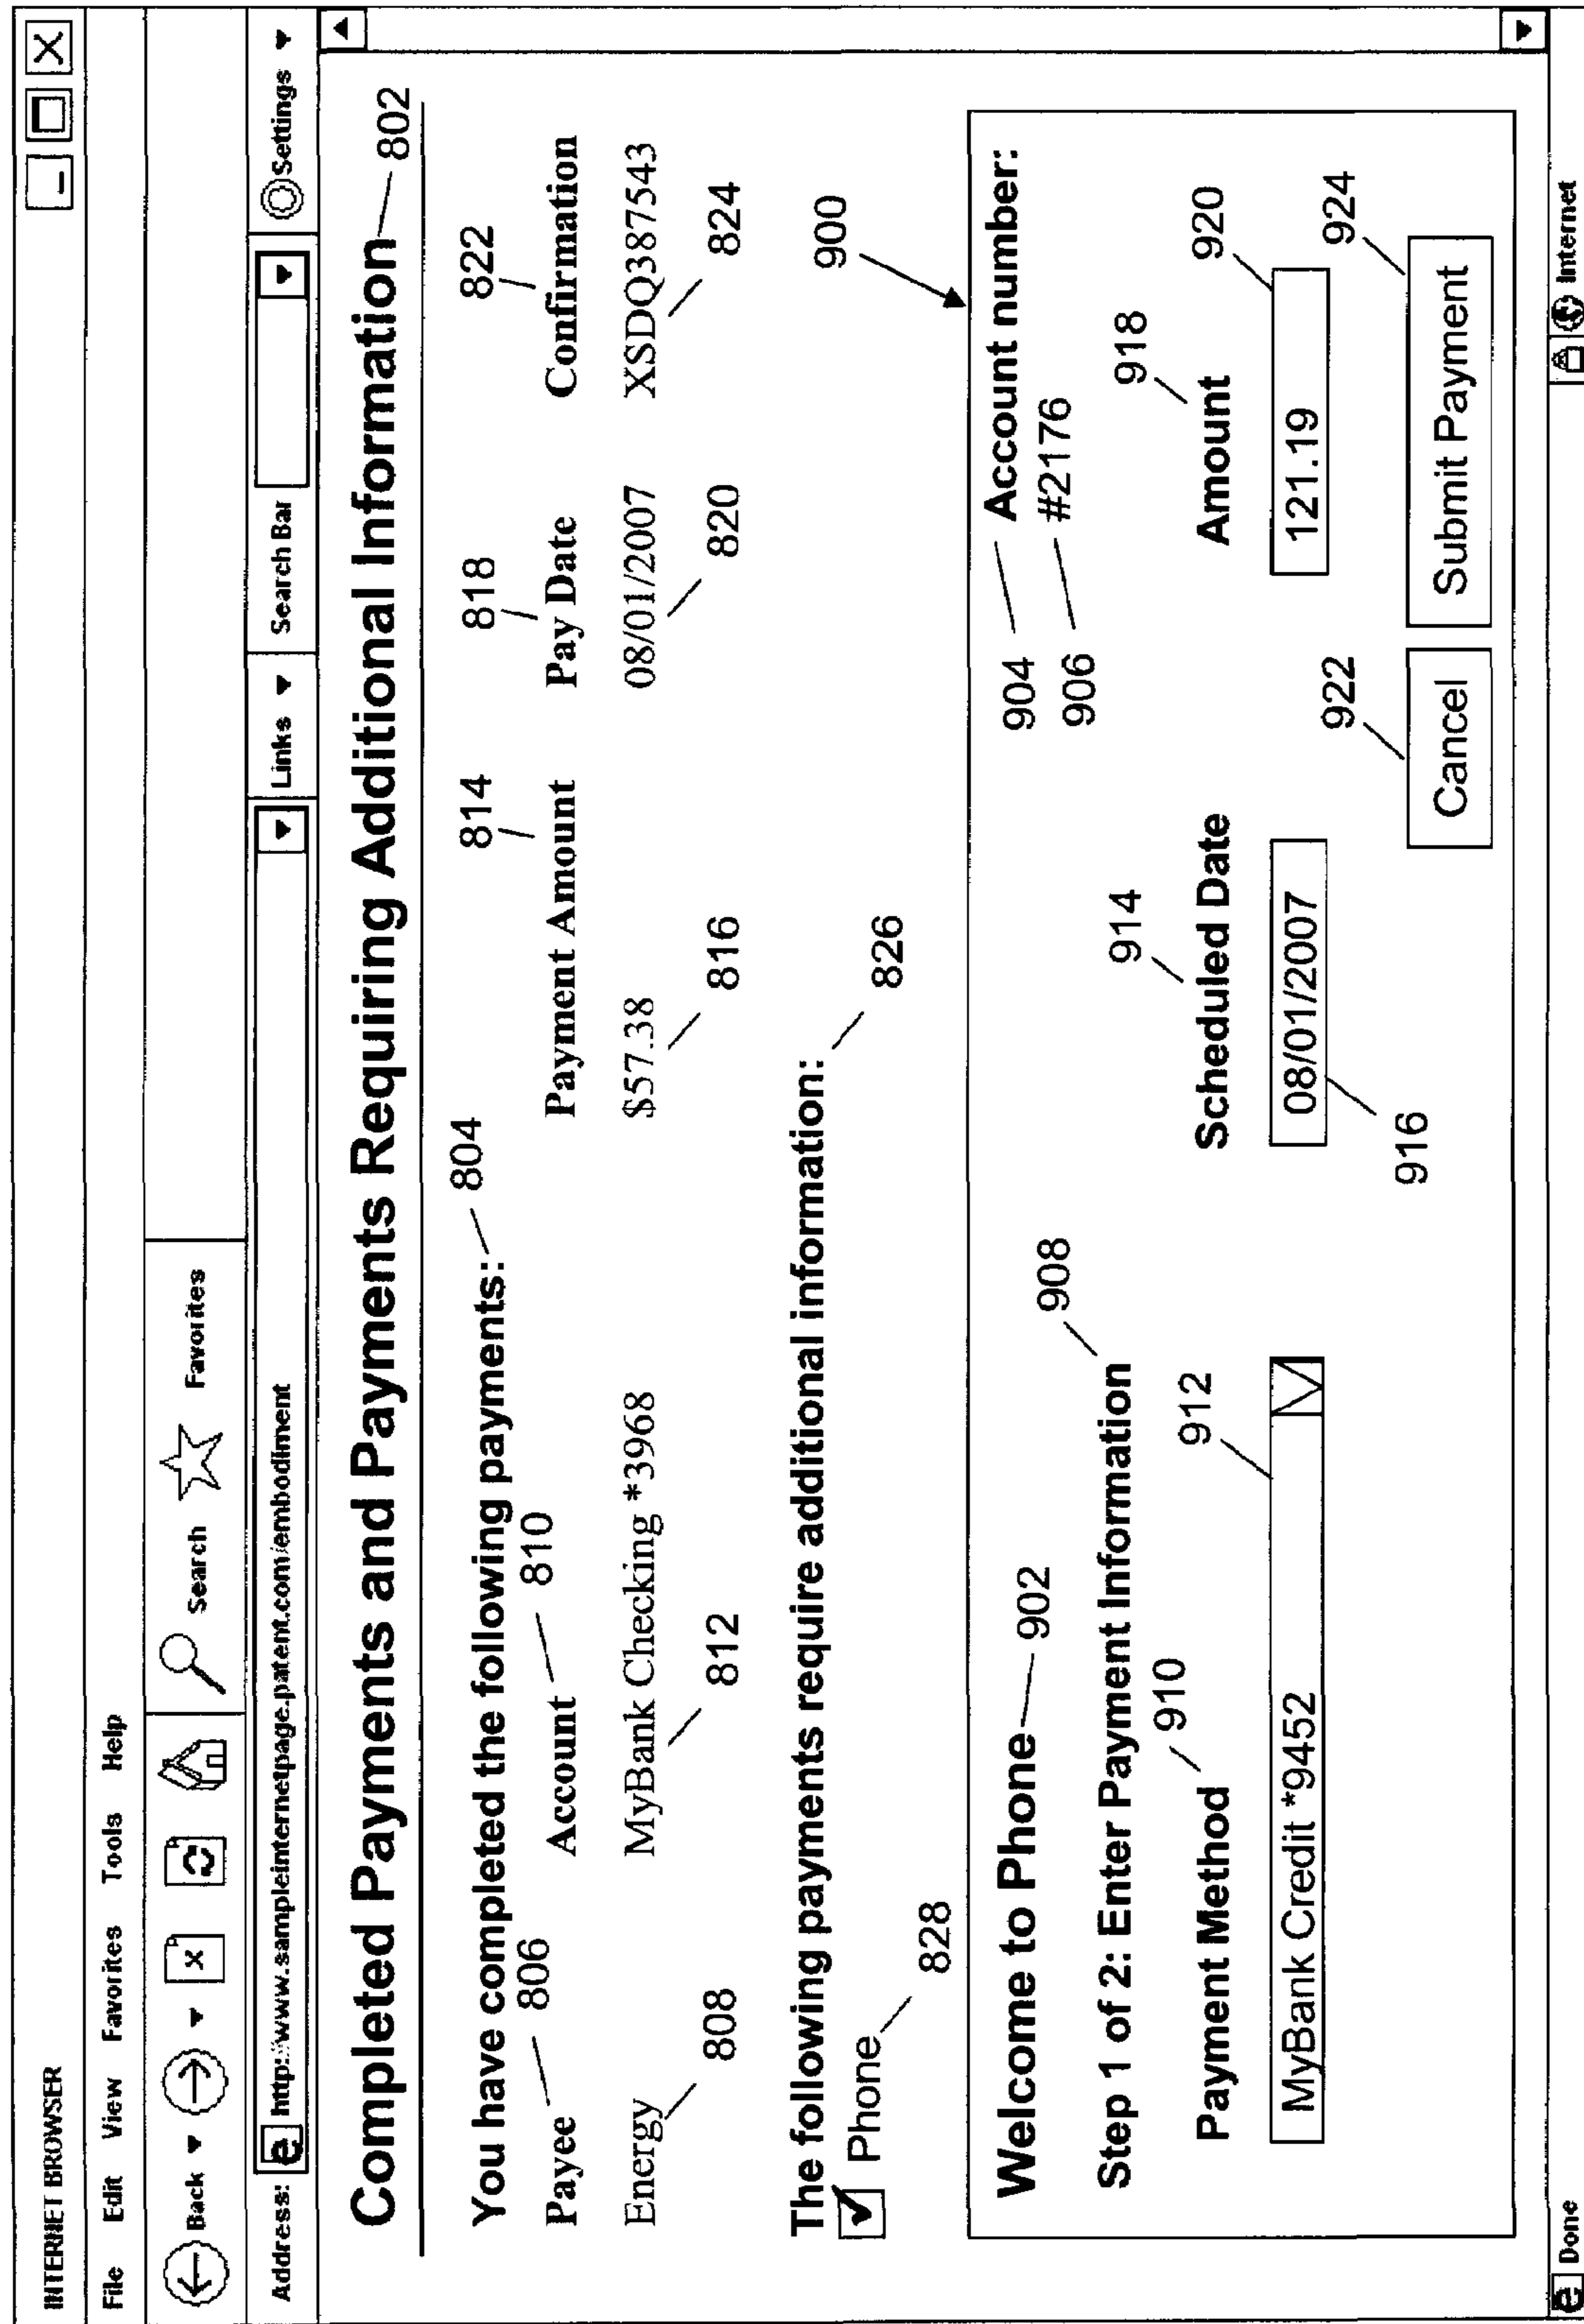 INTERNET BROWSER
File Edit View Favorites Tools Help
Back Search Favorites
Address: http://www.sampleinternetpage.patent.com/embodiment Links Search Bar Settings
Completed Payments and Payments Requiring Additional Information 802
You have completed the following payments: 804
806 810 814 818 822
Payee Account Payment Amount Pay Date Confirmation
Energy MyBank Checking *3968 $57.38 08/01/2007 XSDQ387543
808 812 816 820 824
The following payments require additional information: 826
Phone 828
900
Welcome to Phone 902 904 Account number:
906 #2176
Step 1 of 2: Enter Payment Information 908
910 912 914 918 920
Payment Method Scheduled Date Amount
MyBank Credit *9452 08/01/2007 121.19
916 922 924
Cancel Submit Payment
Done Internet